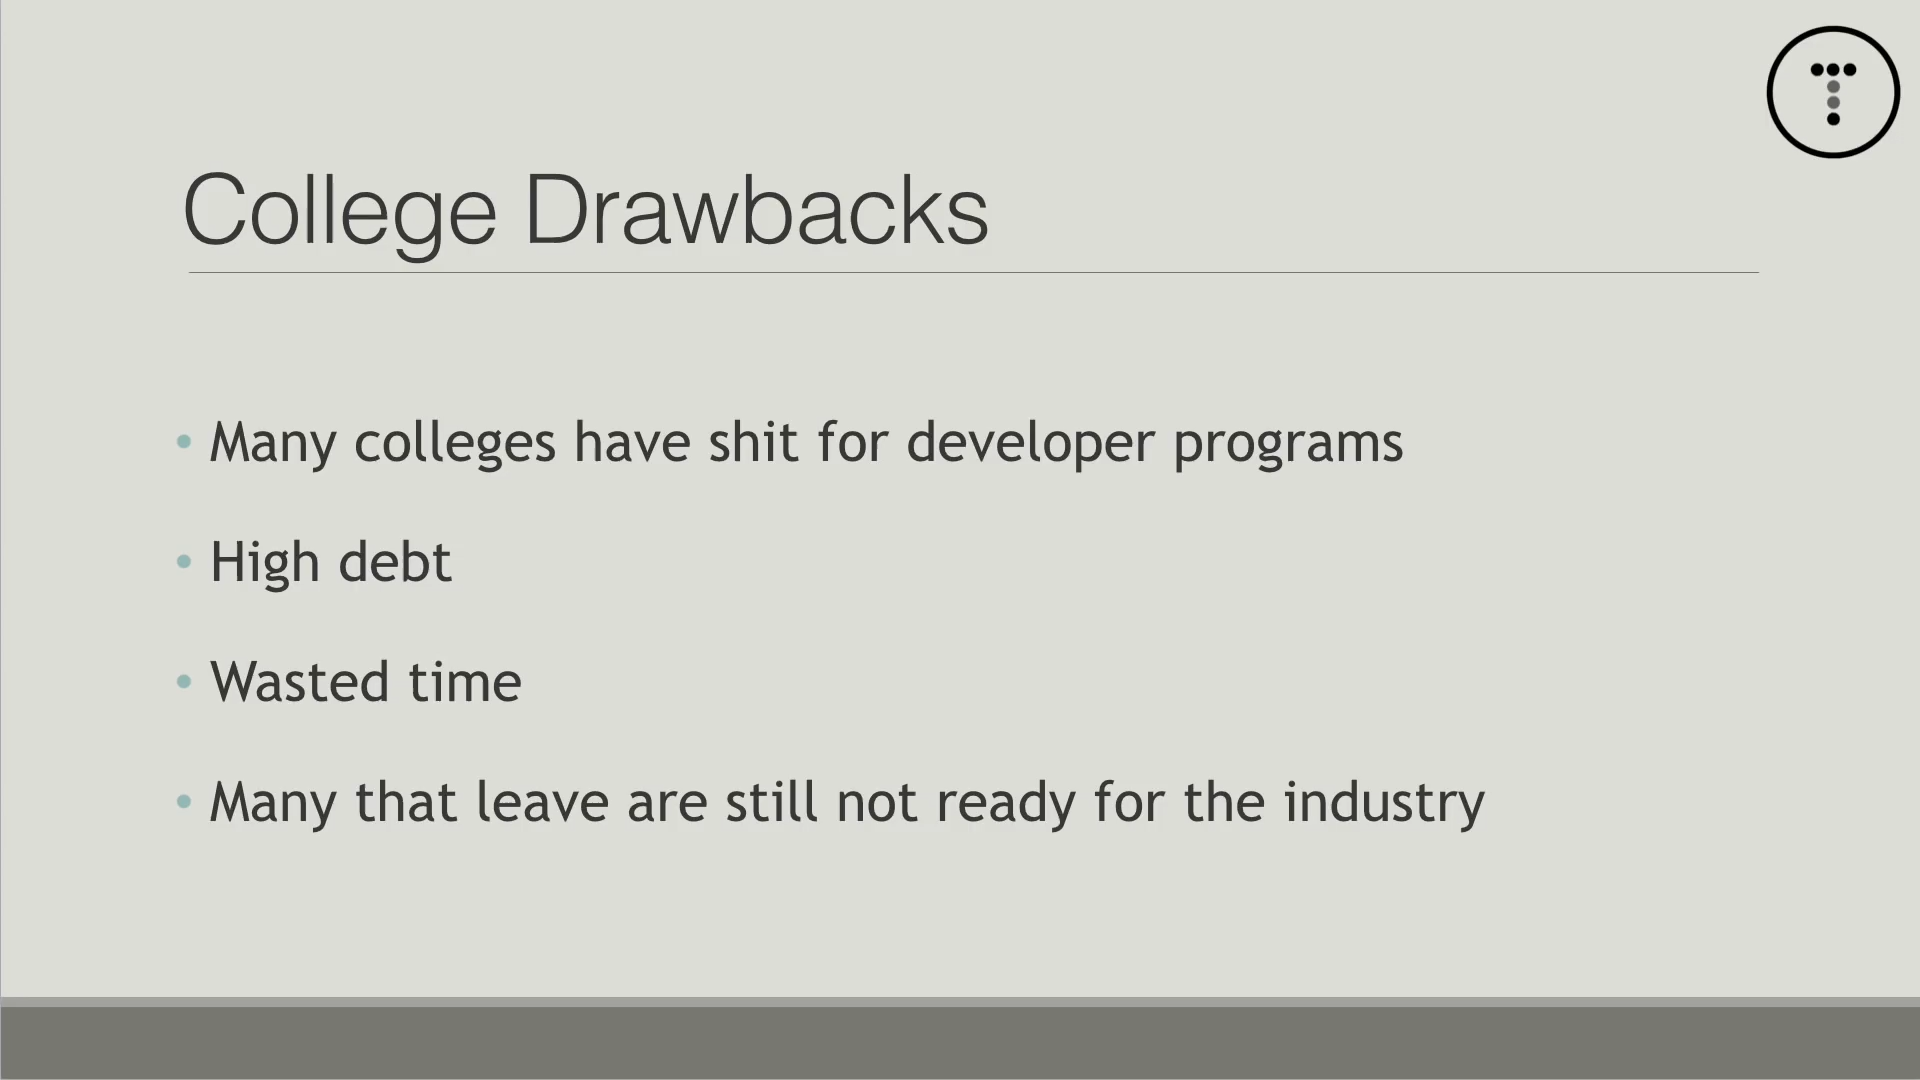 College Drawbacks
• Many colleges have shit for developer programs
• High debt
• Wasted time
• Many that leave are still not ready for the industry